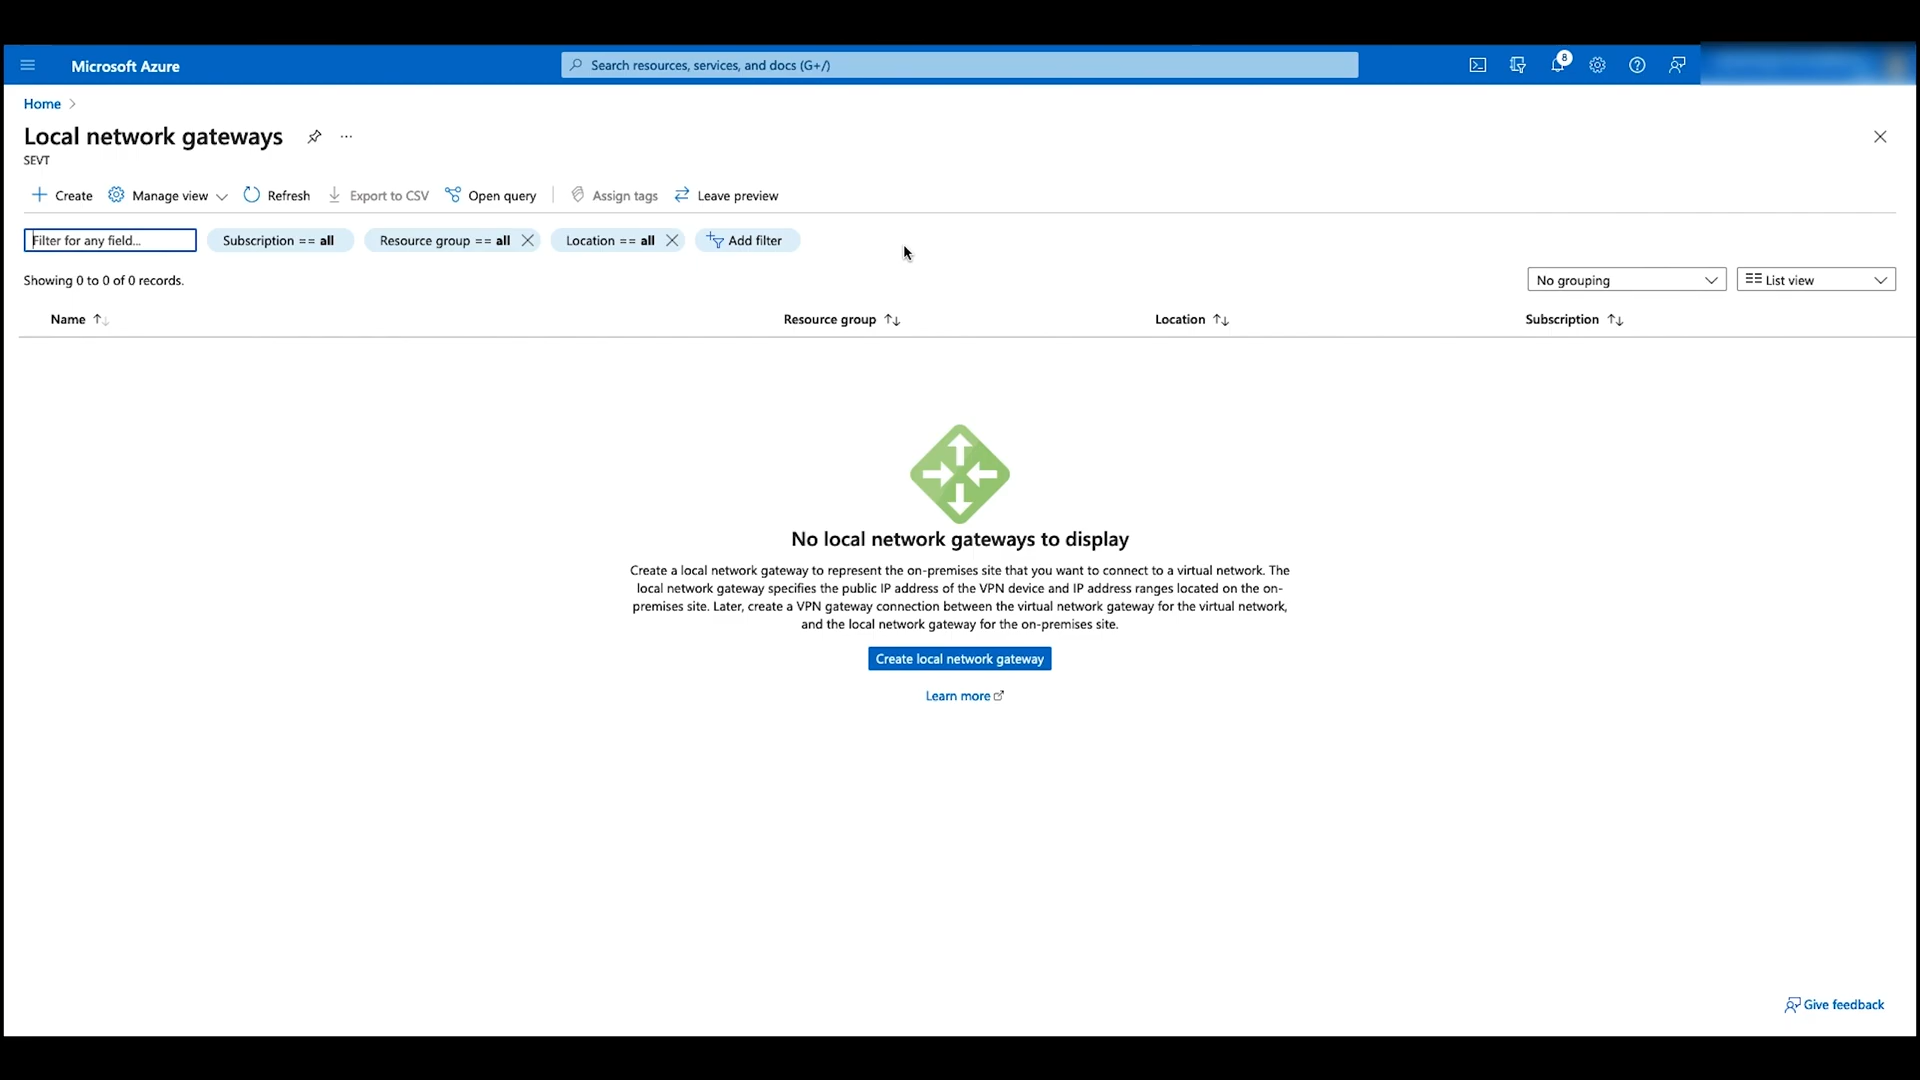 Microsoft Azure
Search resources, services, and docs (G+/)
8
Home
Local network gateways
...
SEVT
Create
Manage view
Refresh
Export to CSV
Open query
Assign tags
Leave preview
Filter for any field...
Subscription == all
Resource group == all
Location == all
Add filter
Showing 0 to 0 of 0 records.
No grouping
List view
Name
Resource group
Location
Subscription
No local network gateways to display
Create a local network gateway to represent the on-premises site that you want to connect to a virtual network. The
local network gateway specifies the public IP address of the VPN device and IP address ranges located on the on-
premises site. Later, create a VPN gateway connection between the virtual network gateway for the virtual network,
and the local network gateway for the on-premises site.
Create local network gateway
Learn more
Give feedback